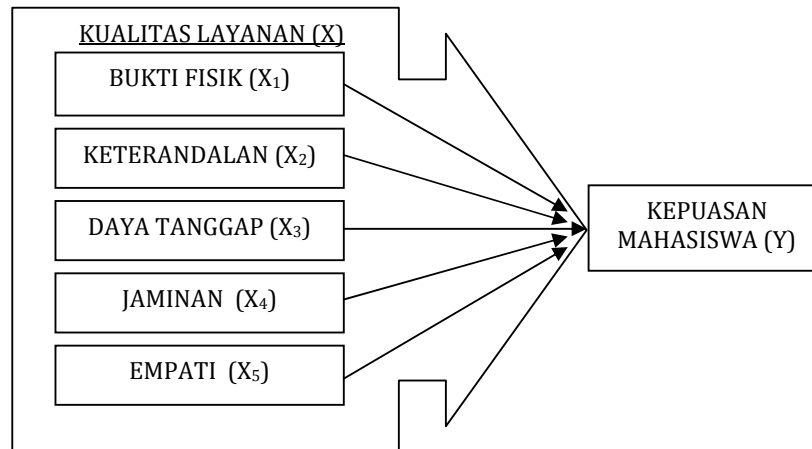 KUALITAS LAYANAN (X)
BUKTI FISIK (X₁)
KETERANDALAN (X₂)
DAYA TANGGAP (X₃)
JAMINAN (X₄)
EMPATI (X₅)
KEPUASAN
MAHASISWA (Y)